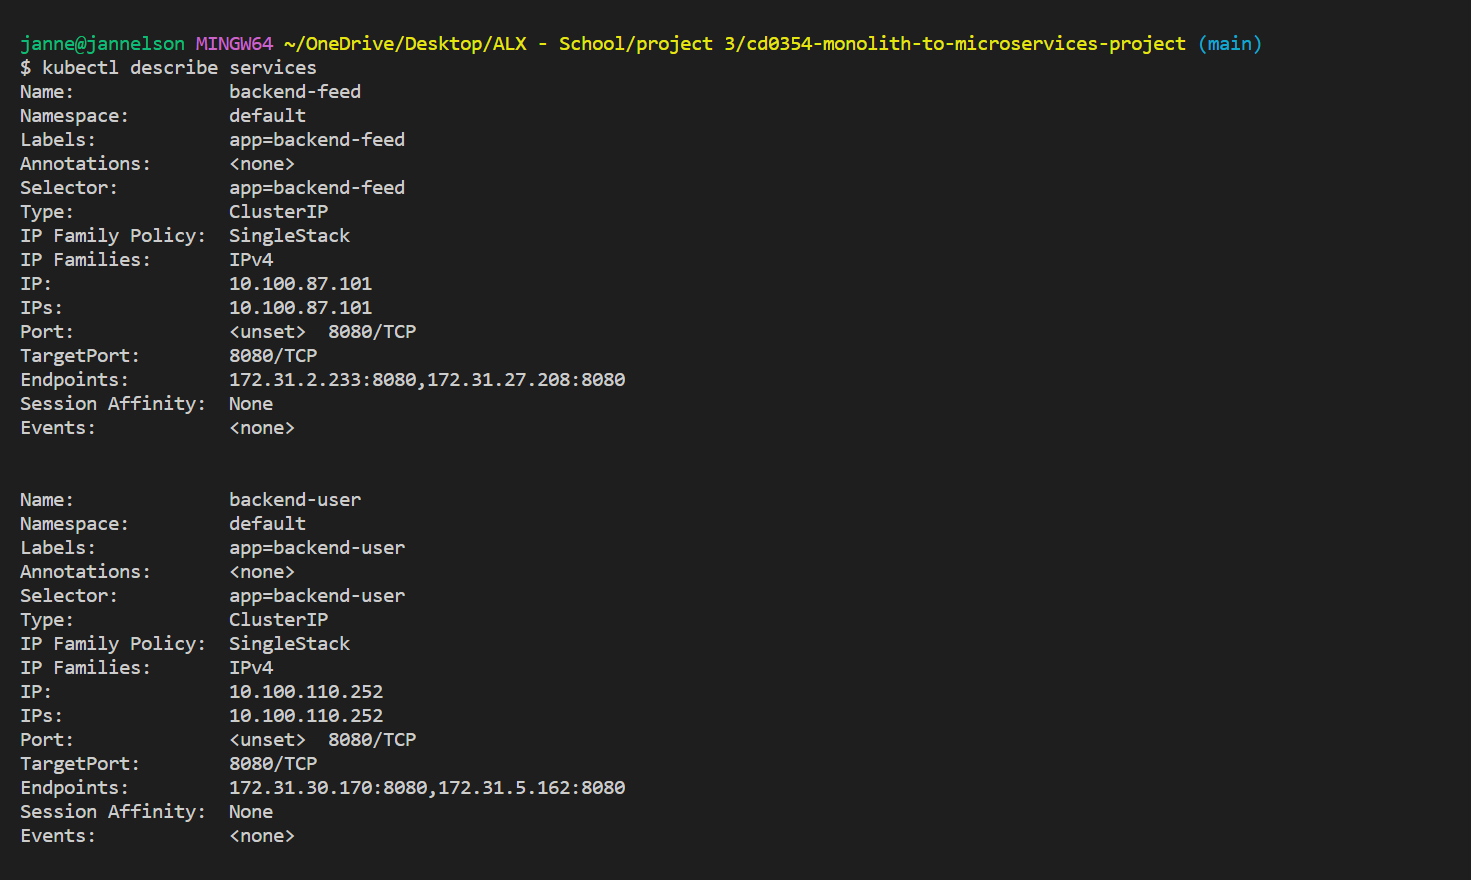 janne@jannelson MINGW64 ~/OneDrive/Desktop/ALX - School/project 3/cd0354-monolith-to-microservices-project (main)
$ kubectl describe services
Name:              backend-feed
Namespace:         default
Labels:            app=backend-feed
Annotations:       <none>
Selector:          app=backend-feed
Type:              ClusterIP
IP Family Policy:  SingleStack
IP Families:       IPv4
IP:                10.100.87.101
IPs:               10.100.87.101
Port:              <unset>  8080/TCP
TargetPort:        8080/TCP
Endpoints:         172.31.2.233:8080,172.31.27.208:8080
Session Affinity:  None
Events:            <none>
Name:              backend-user
Namespace:         default
Labels:            app=backend-user
Annotations:       <none>
Selector:          app=backend-user
Type:              ClusterIP
IP Family Policy:  SingleStack
IP Families:       IPv4
IP:                10.100.110.252
IPs:               10.100.110.252
Port:              <unset>  8080/TCP
TargetPort:        8080/TCP
Endpoints:         172.31.30.170:8080,172.31.5.162:8080
Session Affinity:  None
Events:            <none>